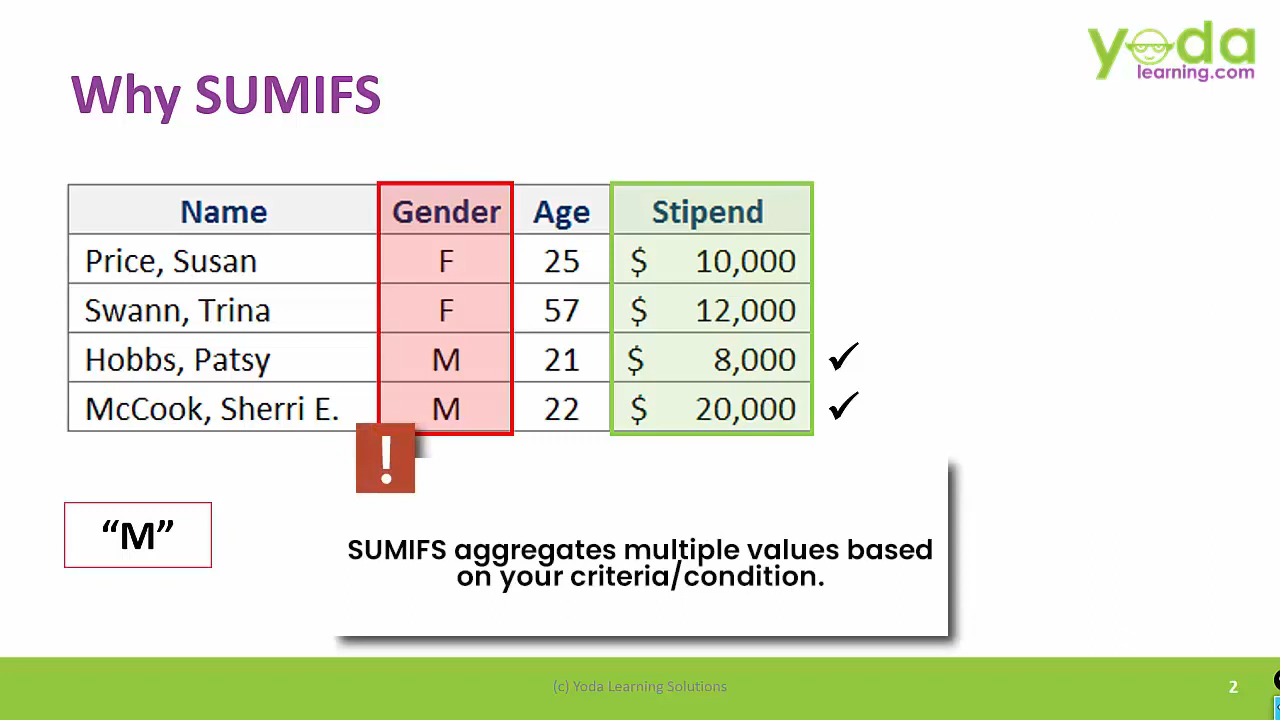 yoda
learning.com
Why SUMIFS
Name Gender Age Stipend
Price, Susan F 25 $ 10,000
Swann, Trina F 57 $ 12,000
Hobbs, Patsy M 21 $ 8,000 ✓
McCook, Sherri E. M 22 $ 20,000 ✓
!
“M”
SUMIFS aggregates multiple values based
on your criteria/condition.
(c) Yoda Learning Solutions
2